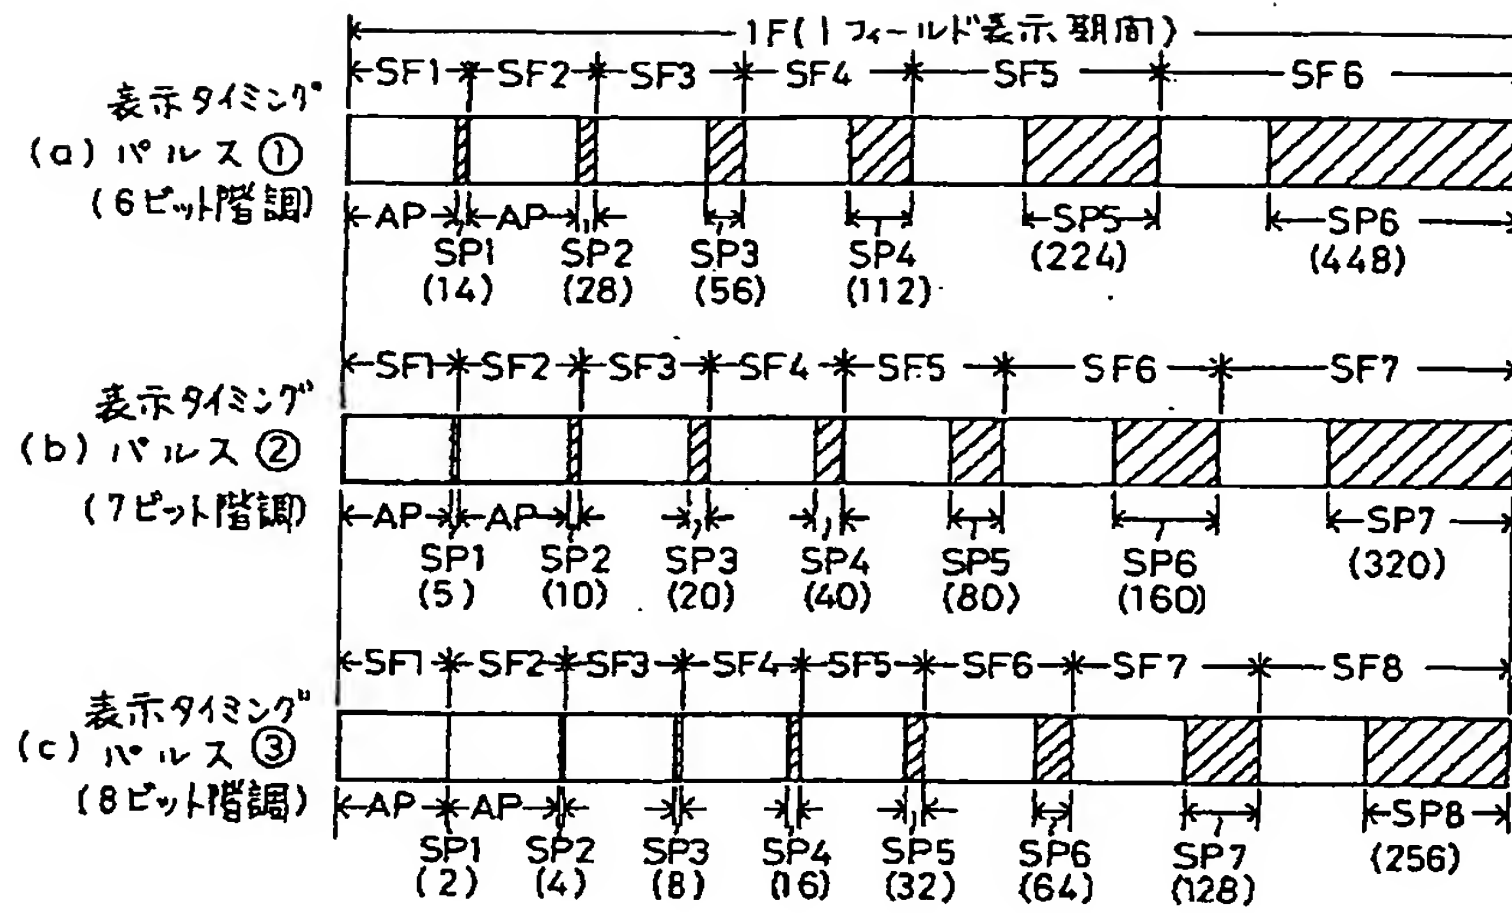 1F(1フィールド表示期間)
SF1 SF2 SF3 SF4 SF5 SF6
表示タイミング
(a) パルス①
(6ビット階調)
AP AP SP5 SP6
SP1 SP2 SP3 SP4 (224) (448)
(14) (28) (56) (112)
SF1 SF2 SF3 SF4 SF5 SF6 SF7
表示タイミング
(b) パルス②
(7ビット階調)
AP AP SP7
SP1 SP2 SP3 SP4 SP5 SP6 (320)
(5) (10) (20) (40) (80) (160)
SF1 SF2 SF3 SF4 SF5 SF6 SF7 SF8
表示タイミング
(c) パルス③
(8ビット階調)
AP AP SP8
SP1 SP2 SP3 SP4 SP5 SP6 SP7 (256)
(2) (4) (8) (16) (32) (64) (128)